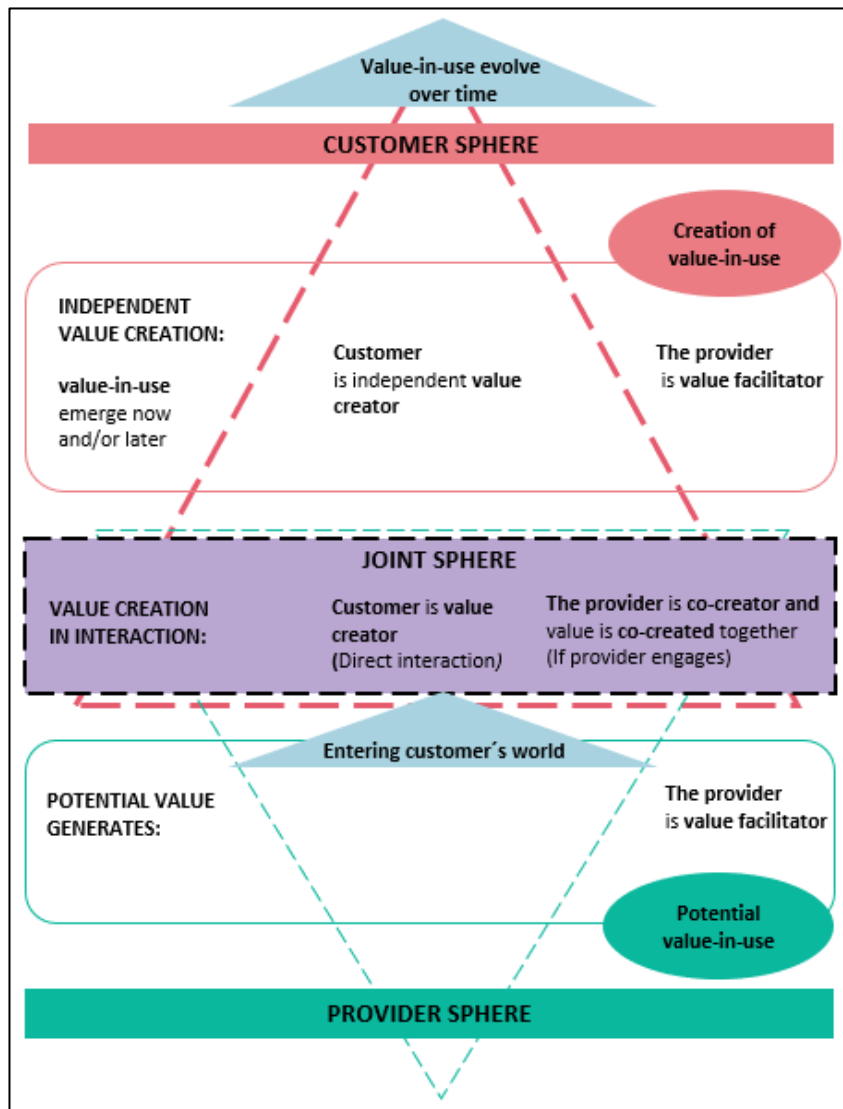 Value-in-use evolve
over time
CUSTOMER SPHERE
Creation of
value-in-use
INDEPENDENT
VALUE CREATION:
value-in-use
emerge now
and/or later
Customer
is independent value
creator
The provider
is value facilitator
JOINT SPHERE
VALUE CREATION
IN INTERACTION:
Customer is value
creator
(Direct interaction)
The provider is co-creator and
value is co-created together
(If provider engages)
Entering customer´s world
POTENTIAL VALUE
GENERATES:
The provider
is value facilitator
Potential
value-in-use
PROVIDER SPHERE